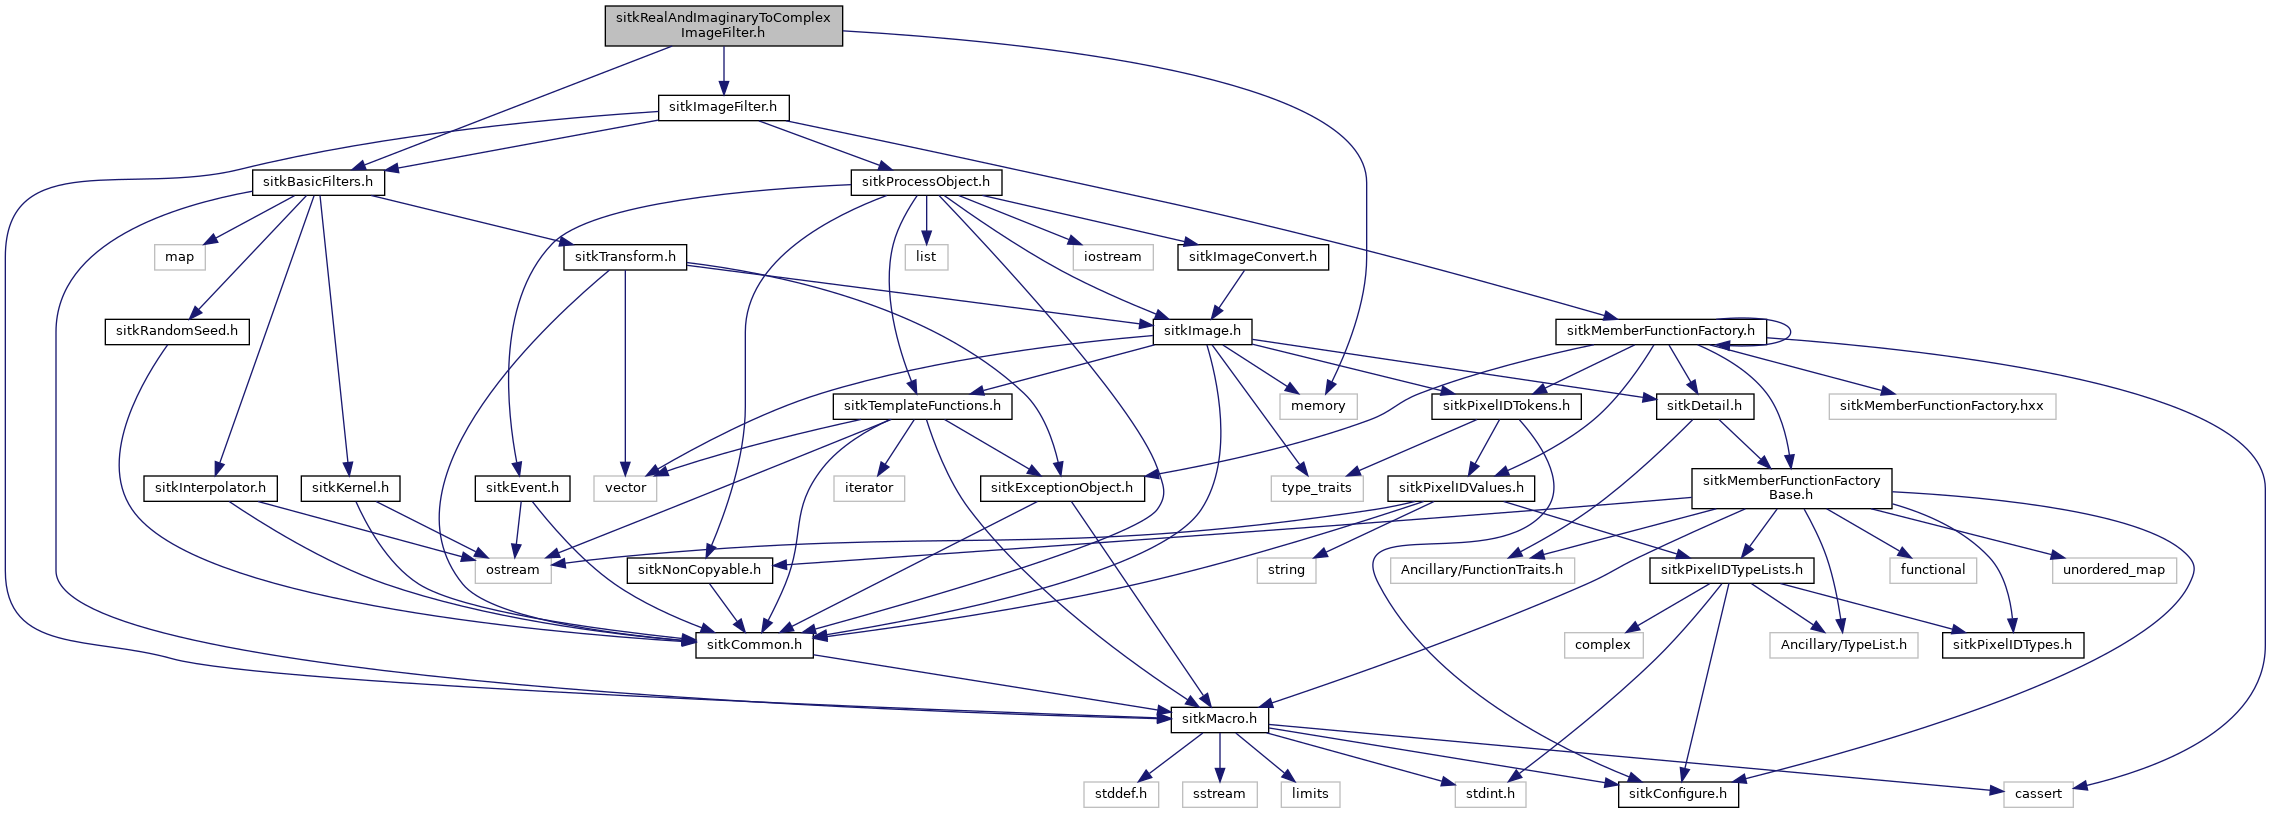 sitkRealAndImaginaryToComplex
ImageFilter.h
sitkImageFilter.h
sitkBasicFilters.h
sitkProcessObject.h
map
sitkTransform.h
list
iostream
sitkImageConvert.h
sitkRandomSeed.h
sitkImage.h
sitkMemberFunctionFactory.h
sitkTemplateFunctions.h
memory
sitkPixelIDTokens.h
sitkDetail.h
sitkMemberFunctionFactory.hxx
sitkInterpolator.h
sitkKernel.h
sitkEvent.h
vector
iterator
sitkExceptionObject.h
type_traits
sitkPixelIDValues.h
sitkMemberFunctionFactory
Base.h
ostream
sitkNonCopyable.h
string
Ancillary/FunctionTraits.h
sitkPixelIDTypeLists.h
functional
unordered_map
sitkCommon.h
complex
Ancillary/TypeList.h
sitkPixelIDTypes.h
sitkMacro.h
stddef.h
sstream
limits
stdint.h
sitkConfigure.h
cassert